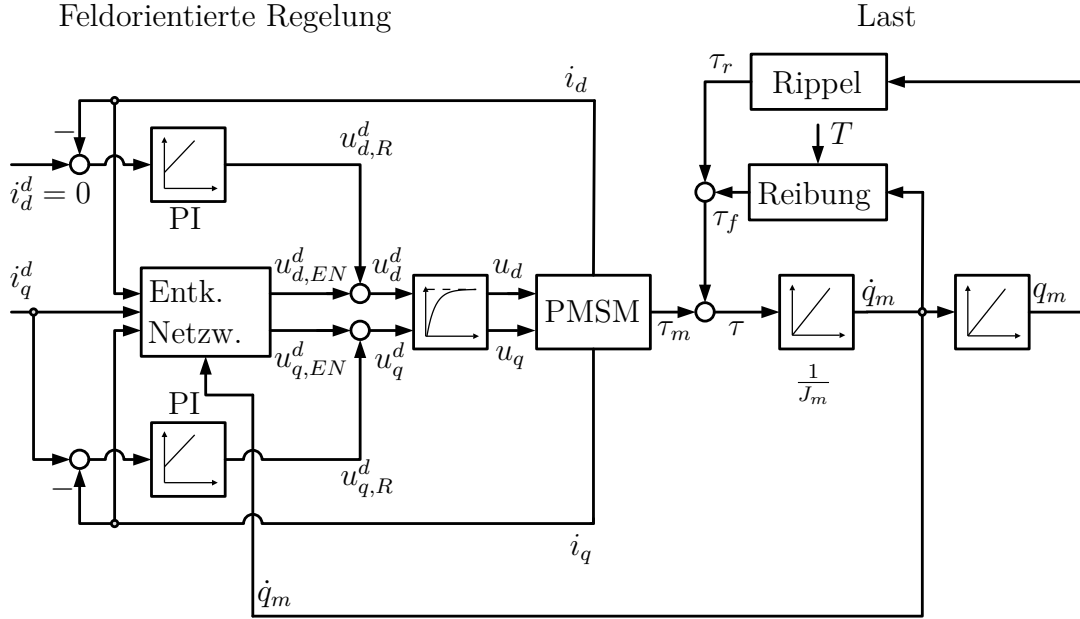 Feldorientierte Regelung
Last
i_d
τ_r
Rippel
−
u^d_{d,R}
T
i^d_d = 0
PI
Reibung
τ_f
i^d_q
u^d_{d,EN}
u^d_d
u_d
q̇_m
q_m
Entk.
Netzw.
PMSM
τ_m
τ
u^d_{q,EN}
u^d_q
u_q
1/J_m
PI
−
u^d_{q,R}
i_q
q̇_m